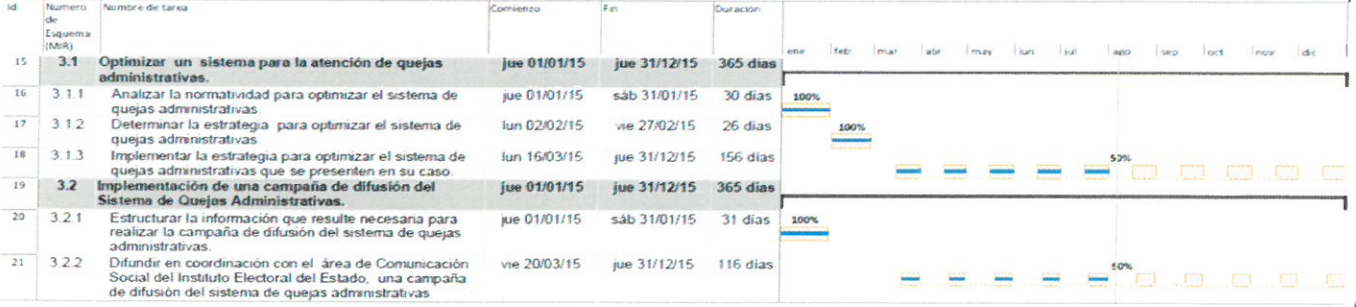 Id Numero de Esquema (MIR) Nombre de tarea Comienzo Fin Duración
ene feb mar abr may jun jul ago sep oct nov dic
15 3.1 Optimizar un sistema para la atención de quejas administrativas. jue 01/01/15 jue 31/12/15 365 días
16 3.1.1 Analizar la normatividad para optimizar el sistema de quejas administrativas. jue 01/01/15 sáb 31/01/15 30 días 100%
17 3.1.2 Determinar la estrategia para optimizar el sistema de quejas administrativas. lun 02/02/15 vie 27/02/15 26 días 100%
18 3.1.3 Implementar la estrategia para optimizar el sistema de quejas administrativas que se presenten en su caso. lun 16/03/15 jue 31/12/15 156 días 50%
19 3.2 Implementación de una campaña de difusión del Sistema de Quejas Administrativas. jue 01/01/15 jue 31/12/15 365 días
20 3.2.1 Estructurar la información que resulte necesaria para realizar la campaña de difusión del sistema de quejas administrativas. jue 01/01/15 sáb 31/01/15 31 días 100%
21 3.2.2 Difundir en coordinación con el área de Comunicación Social del Instituto Electoral del Estado, una campaña de difusión del sistema de quejas administrativas vie 20/03/15 jue 31/12/15 116 días 50%